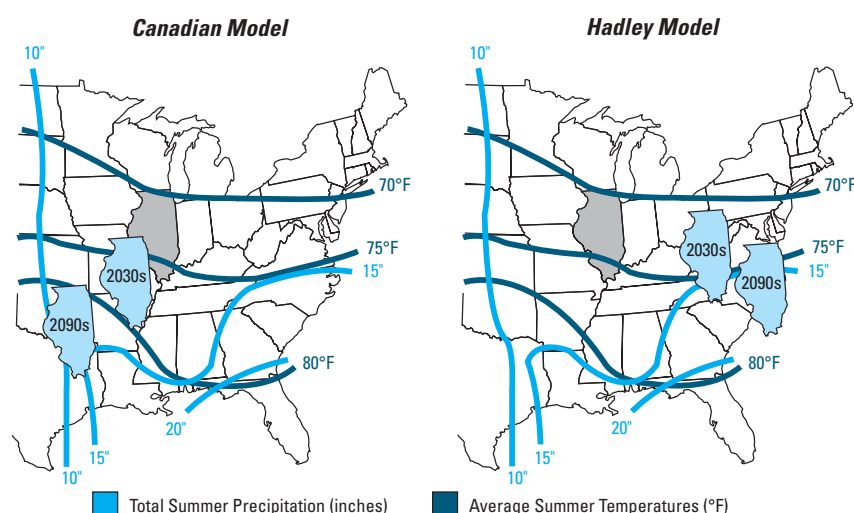 Canadian Model
Hadley Model
10"
10"
70°F
70°F
75°F
75°F
2030s
2030s
15"
15"
2090s
2090s
80°F
80°F
20"
20"
15"
15"
10"
10"
Total Summer Precipitation (inches)
Average Summer Temperatures (°F)